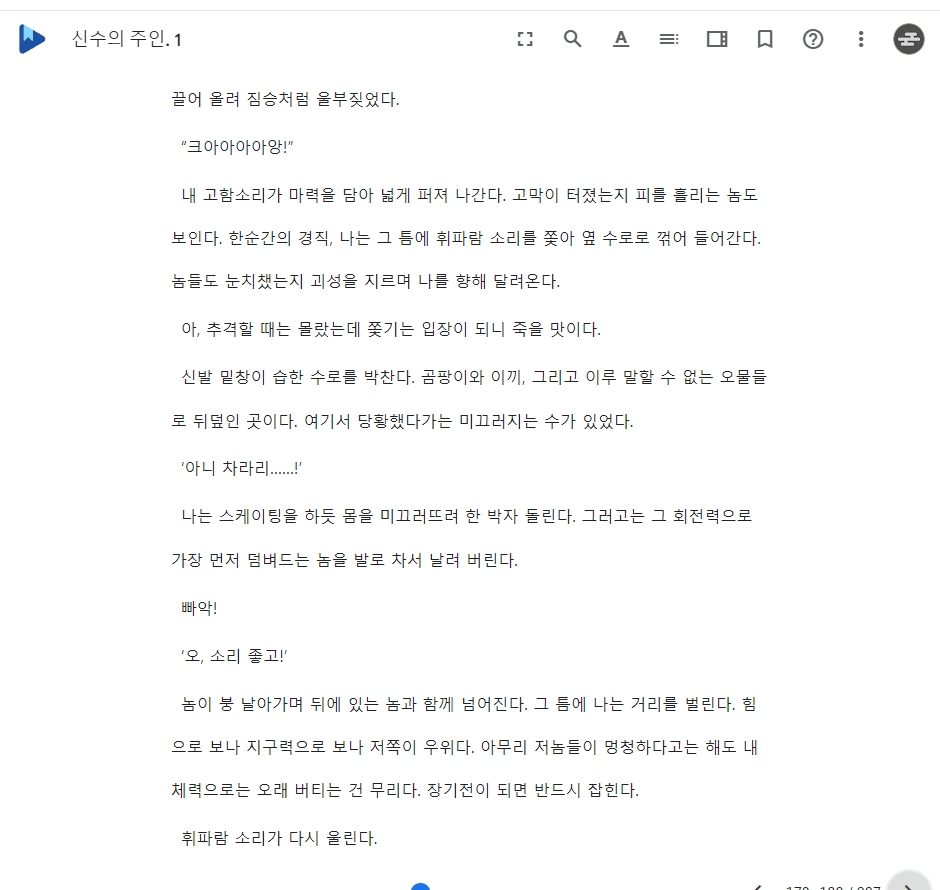 신수의 주인. 1
끌어 올려 짐승처럼 울부짖었다.
“크아아아아앙!”
내 고함소리가 마력을 담아 넓게 퍼져 나간다. 고막이 터졌는지 피를 흘리는 놈도
보인다. 한순간의 경직, 나는 그 틈에 휘파람 소리를 쫓아 옆 수로로 꺾어 들어간다.
놈들도 눈치챘는지 괴성을 지르며 나를 향해 달려온다.
아, 추격할 때는 몰랐는데 쫓기는 입장이 되니 죽을 맛이다.
신발 밑창이 습한 수로를 박찬다. 곰팡이와 이끼, 그리고 이루 말할 수 없는 오물들
로 뒤덮인 곳이다. 여기서 당황했다가는 미끄러지는 수가 있었다.
‘아니 차라리......!’
나는 스케이팅을 하듯 몸을 미끄러뜨려 한 박자 돌린다. 그러고는 그 회전력으로
가장 먼저 덤벼드는 놈을 발로 차서 날려 버린다.
빠악!
‘오, 소리 좋고!’
놈이 붕 날아가며 뒤에 있는 놈과 함께 넘어진다. 그 틈에 나는 거리를 벌린다. 힘
으로 보나 지구력으로 보나 저쪽이 우위다. 아무리 저놈들이 멍청하다고는 해도 내
체력으로는 오래 버티는 건 무리다. 장기전이 되면 반드시 잡힌다.
휘파람 소리가 다시 울린다.